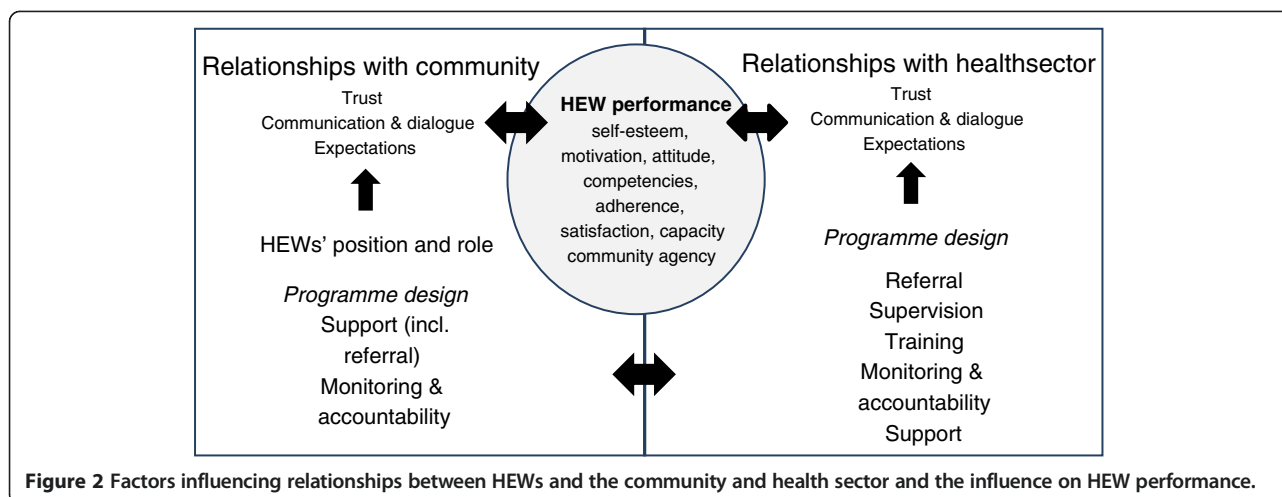 Relationships with community
Trust
Communication & dialogue
Expectations
HEWs' position and role
Programme design
Support (incl.
referral)
Monitoring &
accountability
HEW performance
self-esteem,
motivation, attitude,
competencies,
adherence,
satisfaction, capacity
community agency
Relationships with healthsector
Trust
Communication & dialogue
Expectations
Programme design
Referral
Supervision
Training
Monitoring &
accountability
Support
Figure 2 Factors influencing relationships between HEWs and the community and health sector and the influence on HEW performance.